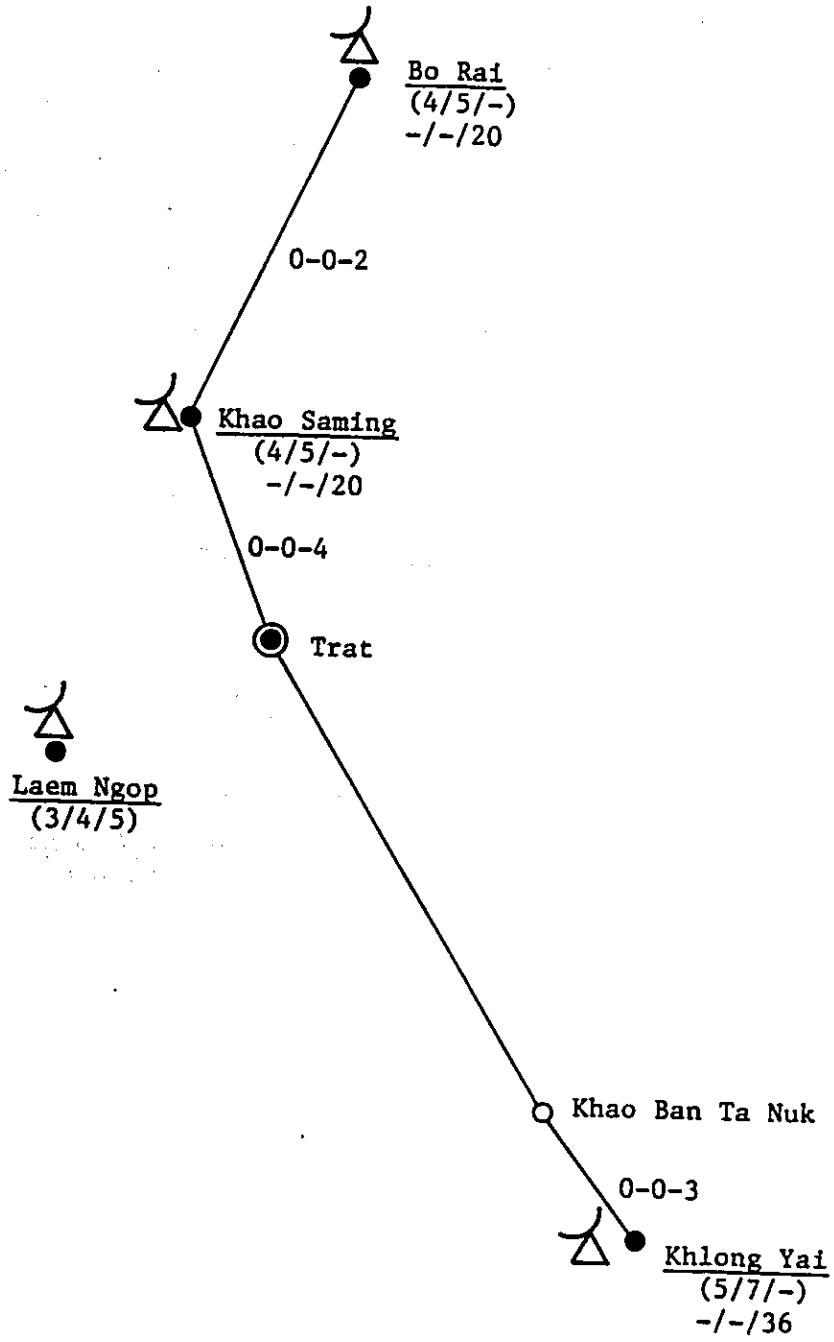 Bo Rai
(4/5/-)
-/-/20
0-0-2
Khao Saming
(4/5/-)
-/-/20
0-0-4
Trat
Laem Ngop
(3/4/5)
Khao Ban Ta Nuk
0-0-3
Khlong Yai
(5/7/-)
-/-/36